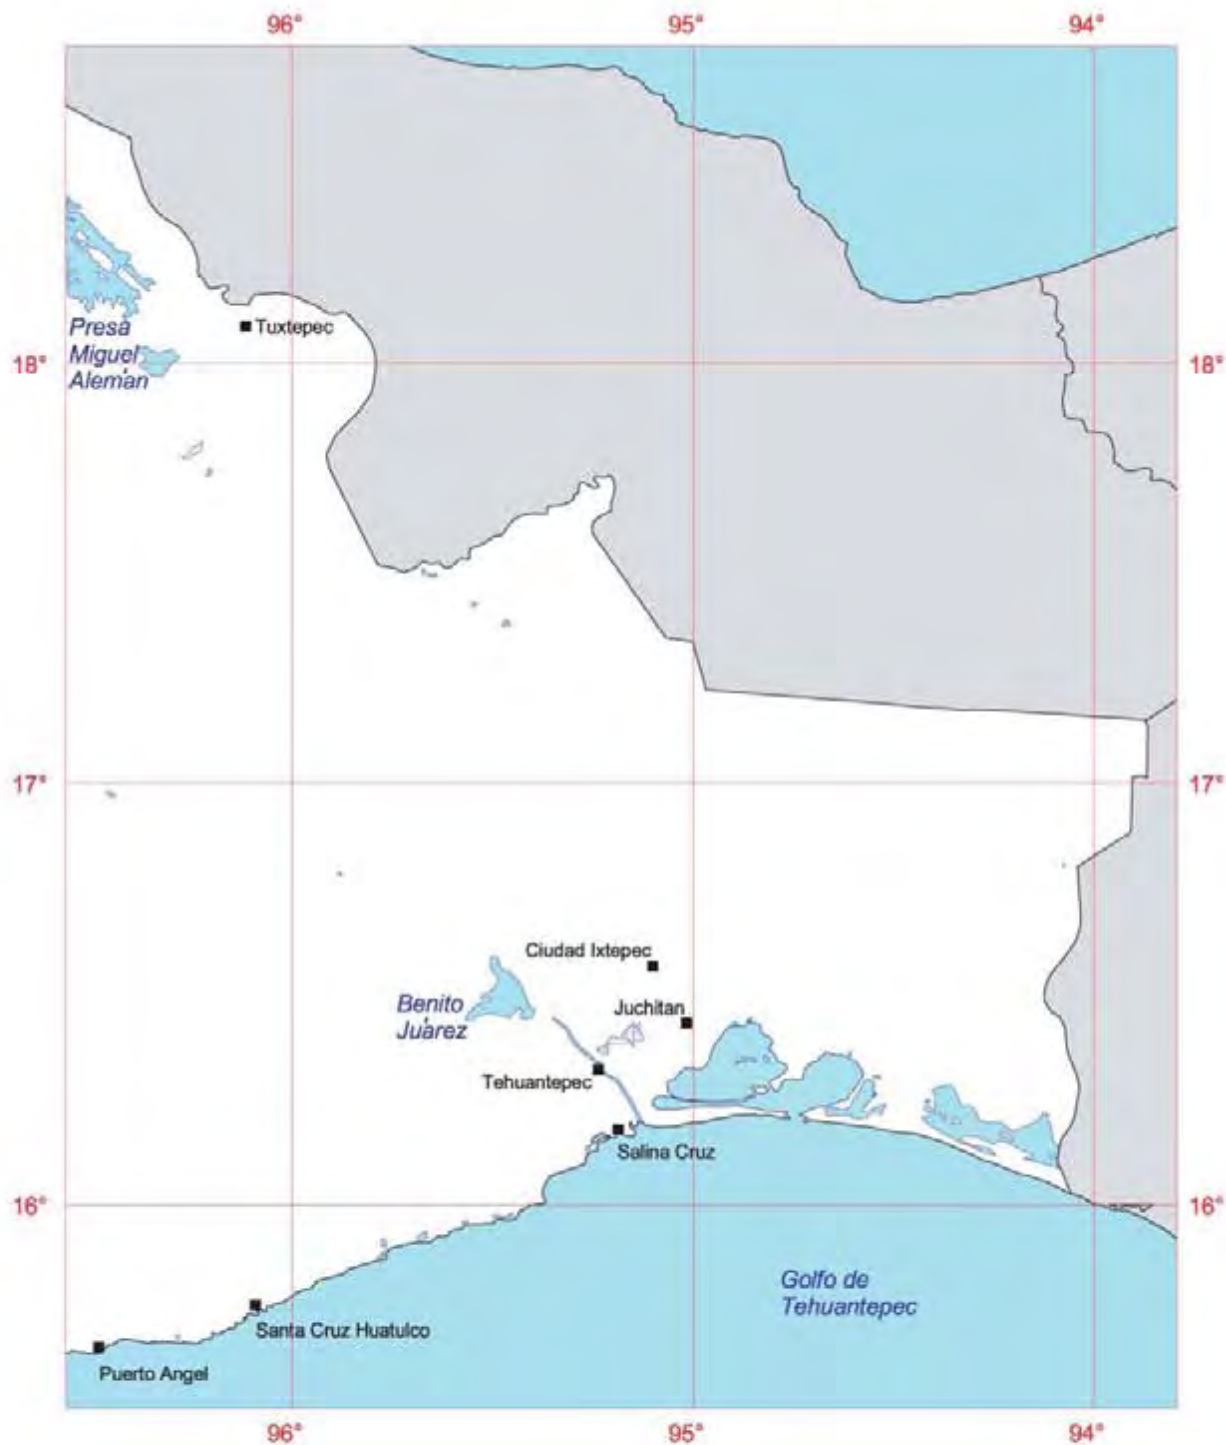 96°
95°
94°
Tuxtepec
Presa
Miguel
Alemán
18°
18°
17°
17°
Ciudad Ixtepec
Benito
Juárez
Juchitan
Tehuantepec
Salina Cruz
16°
16°
Golfo de
Tehuantepec
Santa Cruz Huatulco
Puerto Angel
96°
95°
94°